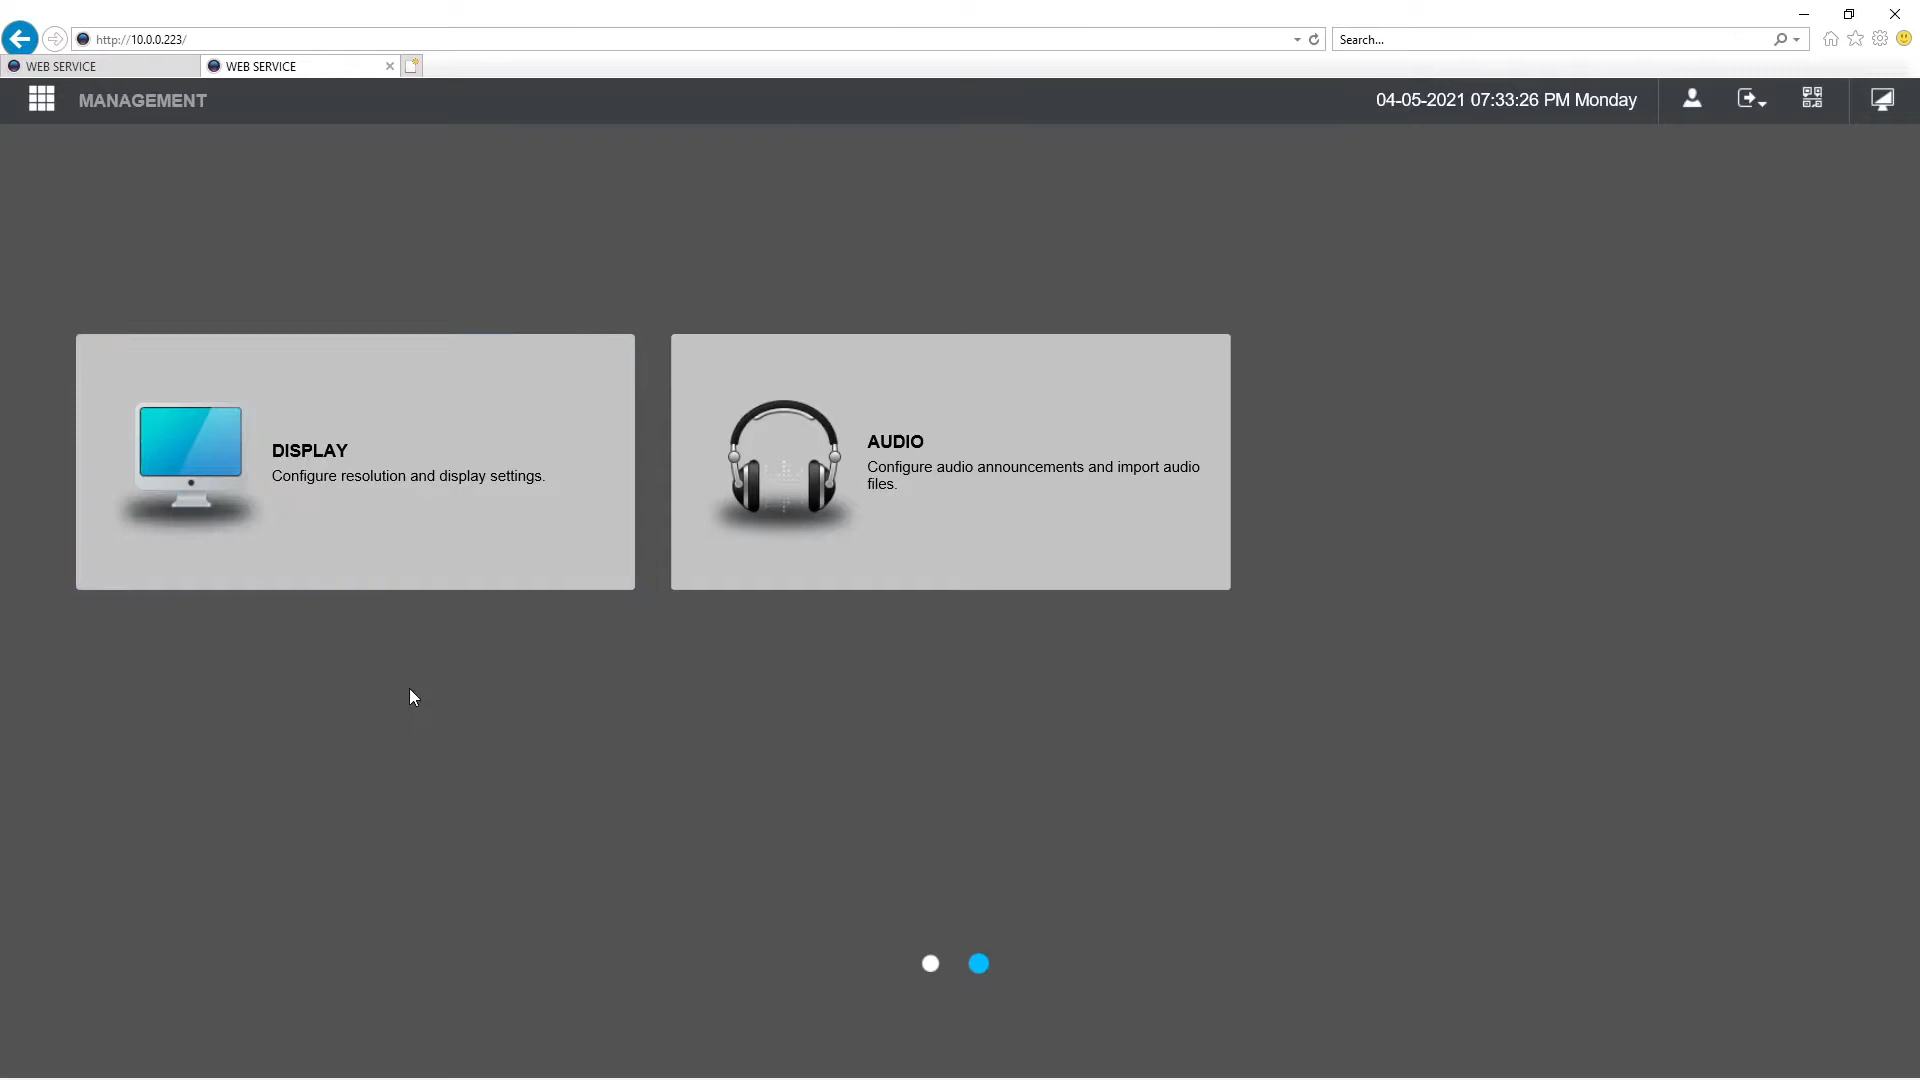 http://10.0.0.223/
Search...
WEB SERVICE
WEB SERVICE
MANAGEMENT
04-05-2021 07:33:26 PM Monday
DISPLAY
Configure resolution and display settings.
AUDIO
Configure audio announcements and import audio
files.